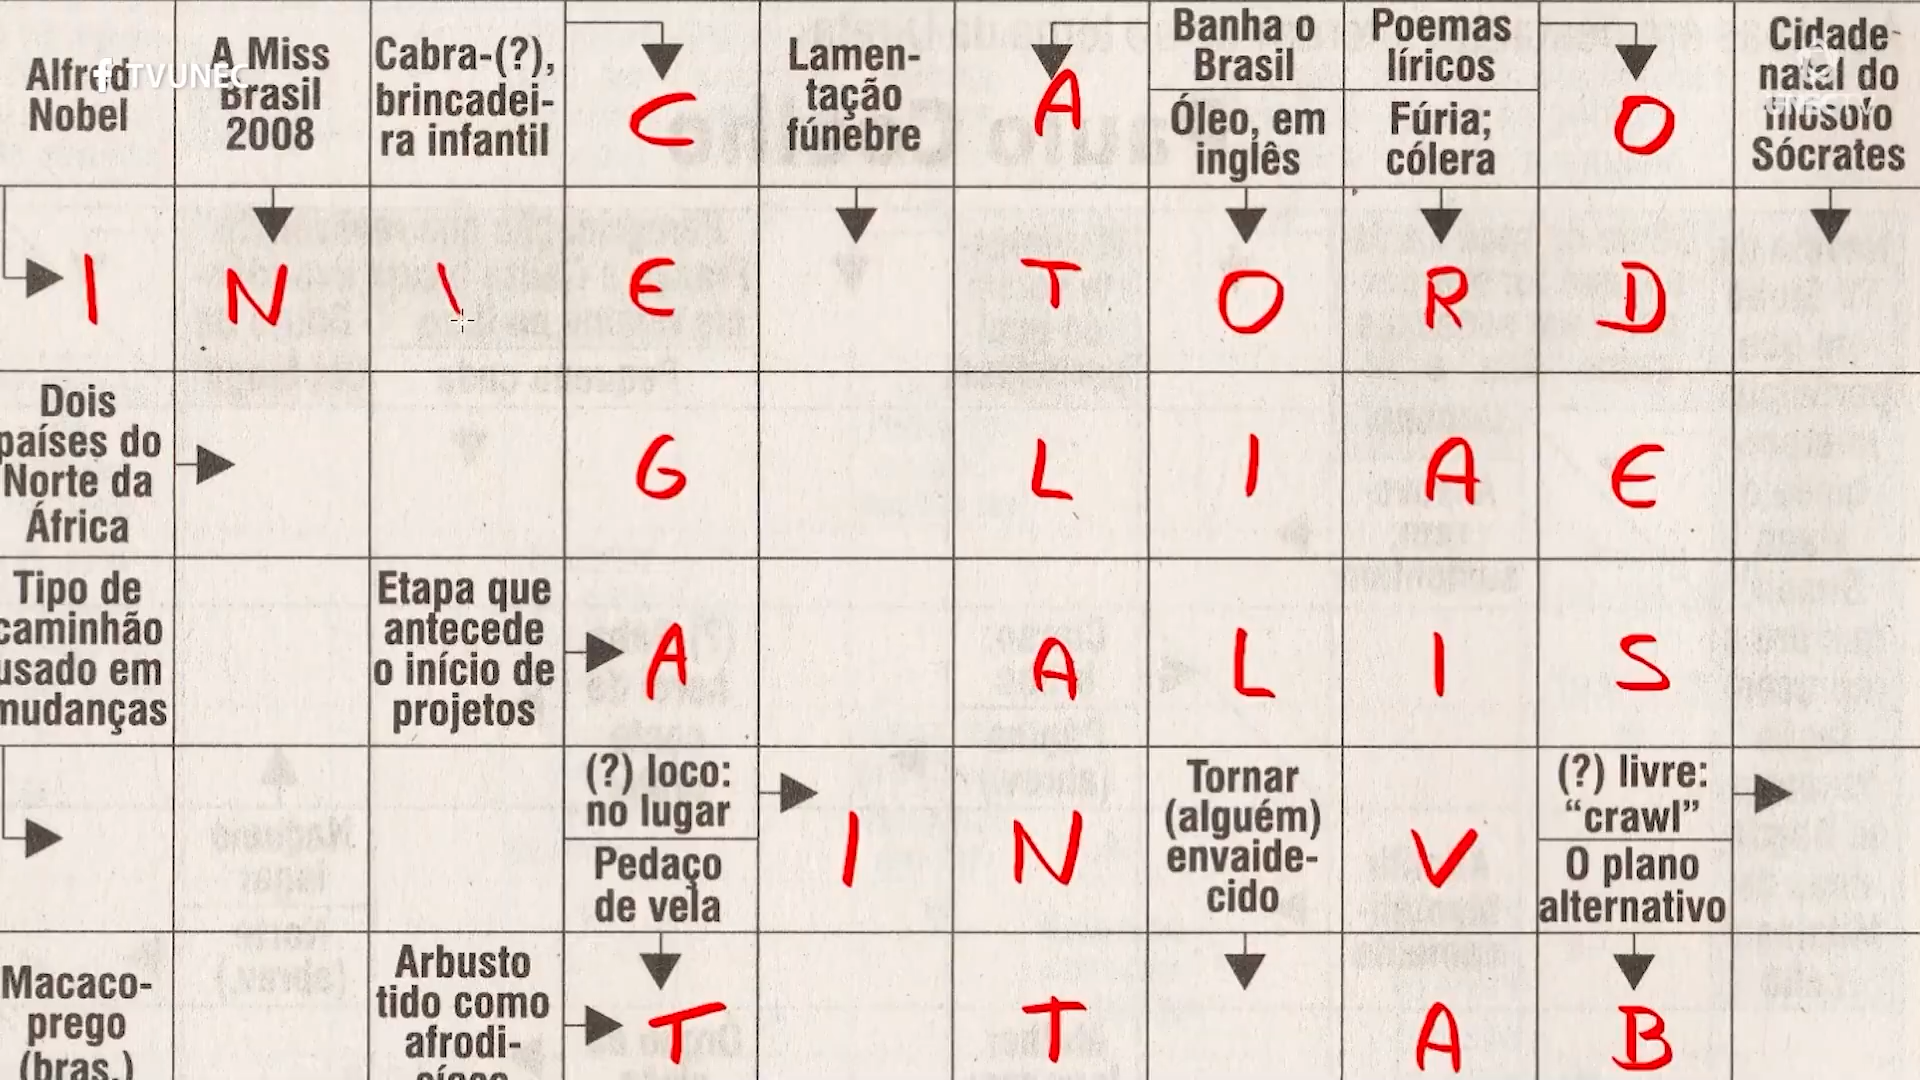 Alfred
Nobel
TVUNEC
A Miss
Brasil
2008
Cabra-(?),
brincadei-
ra infantil
C
Lamen-
tação
fúnebre
A
Banha o
Brasil
Óleo, em
inglês
Poemas
líricos
Fúria;
cólera
O
Cidade
natal do
filósofo
Sócrates
I N \ E T O R D
Dois
países do
Norte da
África
G L I A E
Tipo de
caminhão
usado em
mudanças
Etapa que
antecede
o início de
projetos
A A L I S
(?) loco:
no lugar
Pedaço
de vela
I N
Tornar
(alguém)
envaide-
cido
V
(?) livre:
“crawl”
O plano
alternativo
Macaco-
prego
(bras.)
Arbusto
tido como
afrodi-
T T A B